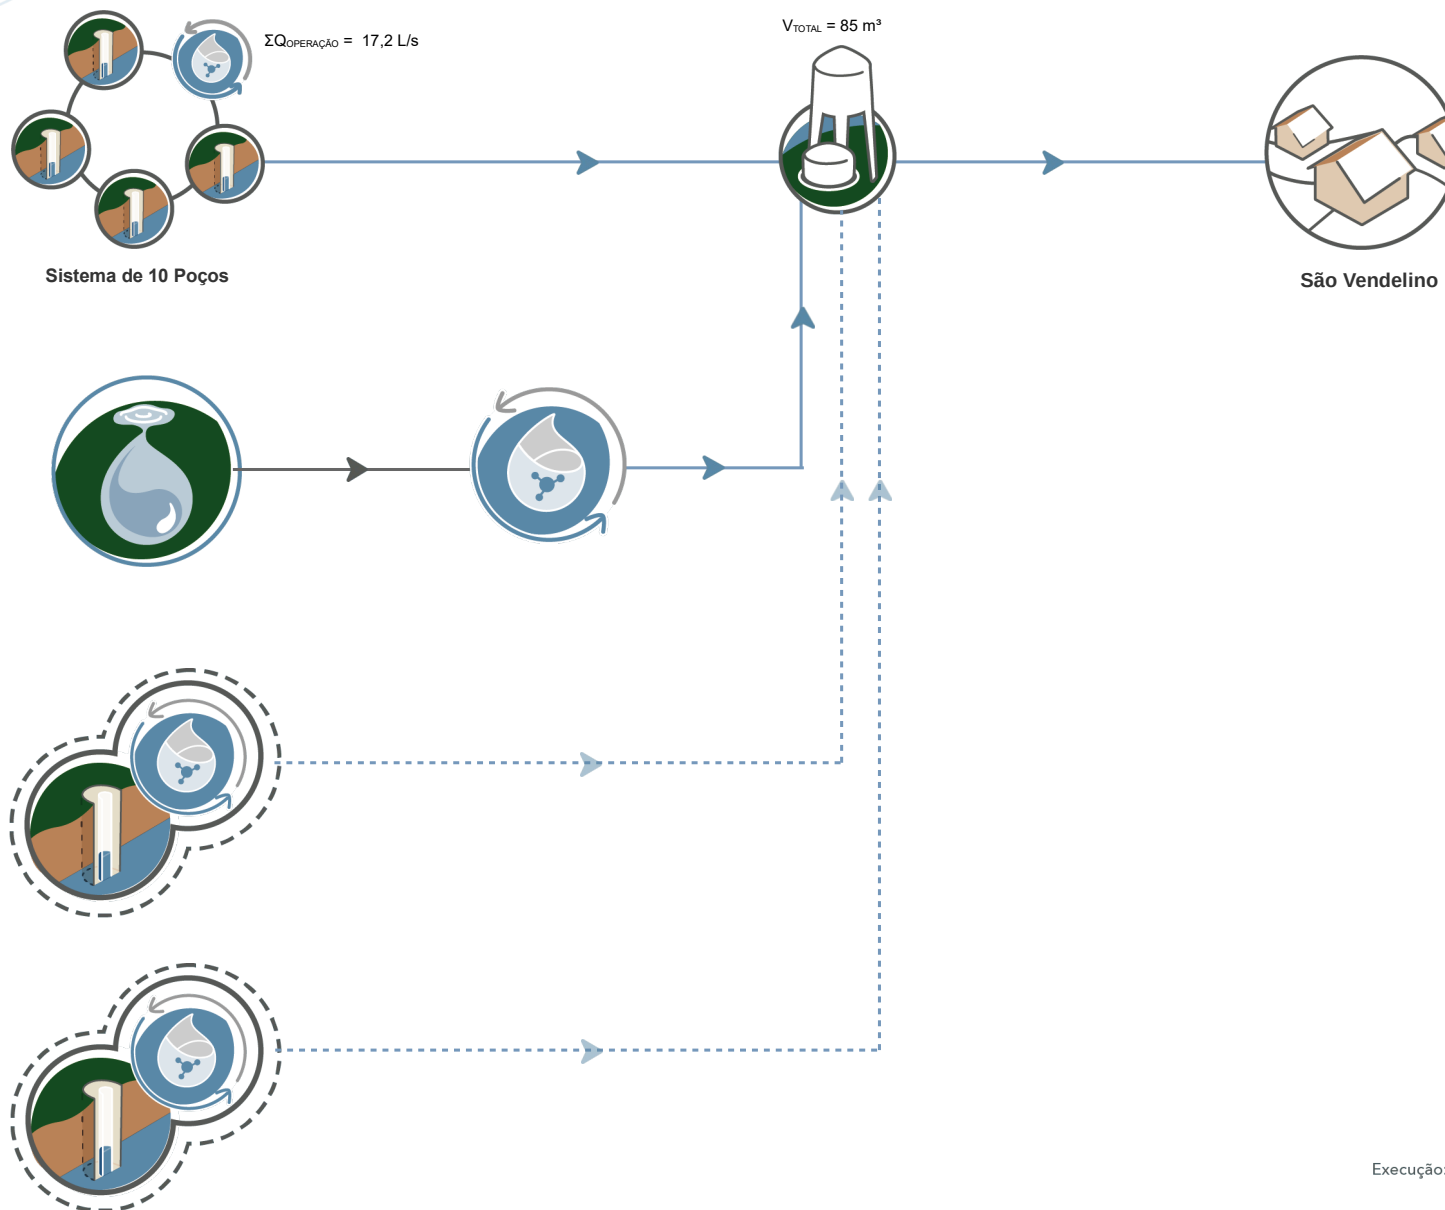 ΣQOPERAÇÃO = 17,2 L/s
VTOTAL = 85 m³
Sistema de 10 Poços
São Vendelino
Execução: